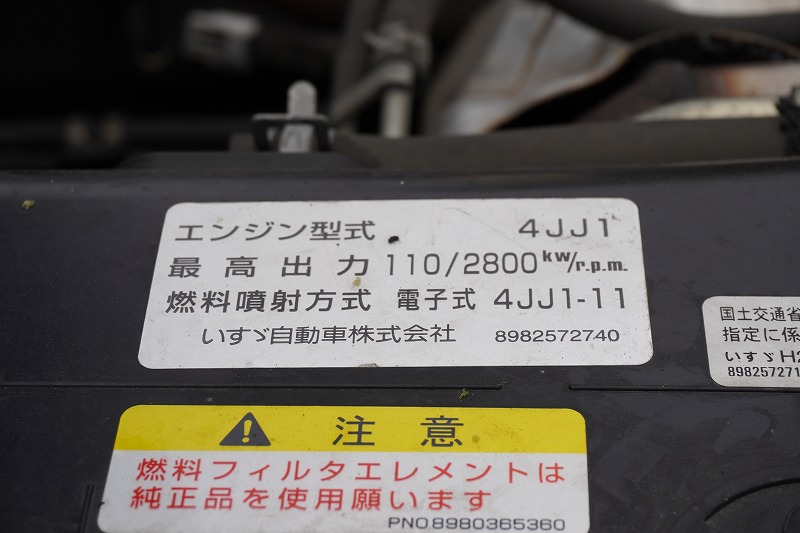 エンジン型式 4JJ1
最高出力 110/2800 kW/r.p.m.
燃料噴射方式 電子式 4JJ1-11
いすゞ自動車株式会社 8982572740
国土交通省
指定に係
いすゞH2
898257271
注意
燃料フィルタエレメントは
純正品を使用願います
PNO.8980365360